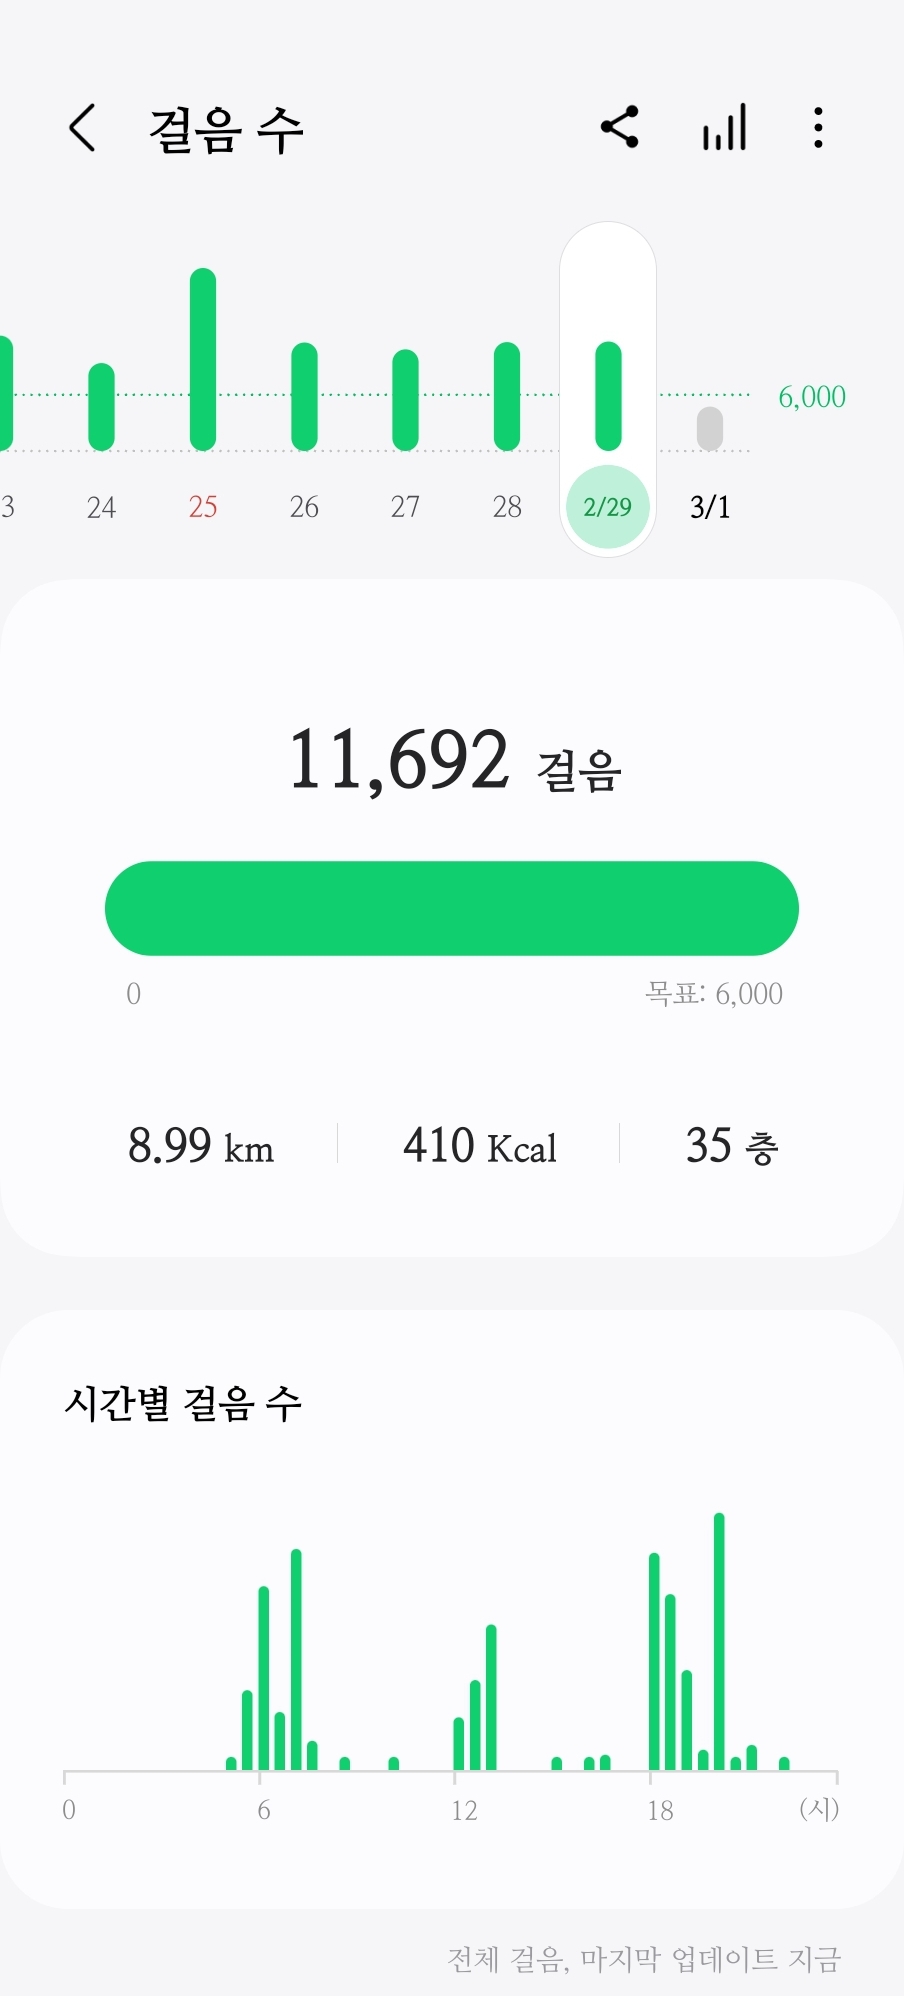 걸음 수
6,000
3 24 25 26 27 28 2/29 3/1
11,692 걸음
0 목표: 6,000
8.99 km 410 Kcal 35 층
시간별 걸음 수
0 6 12 18 (시)
전체 걸음, 마지막 업데이트 지금